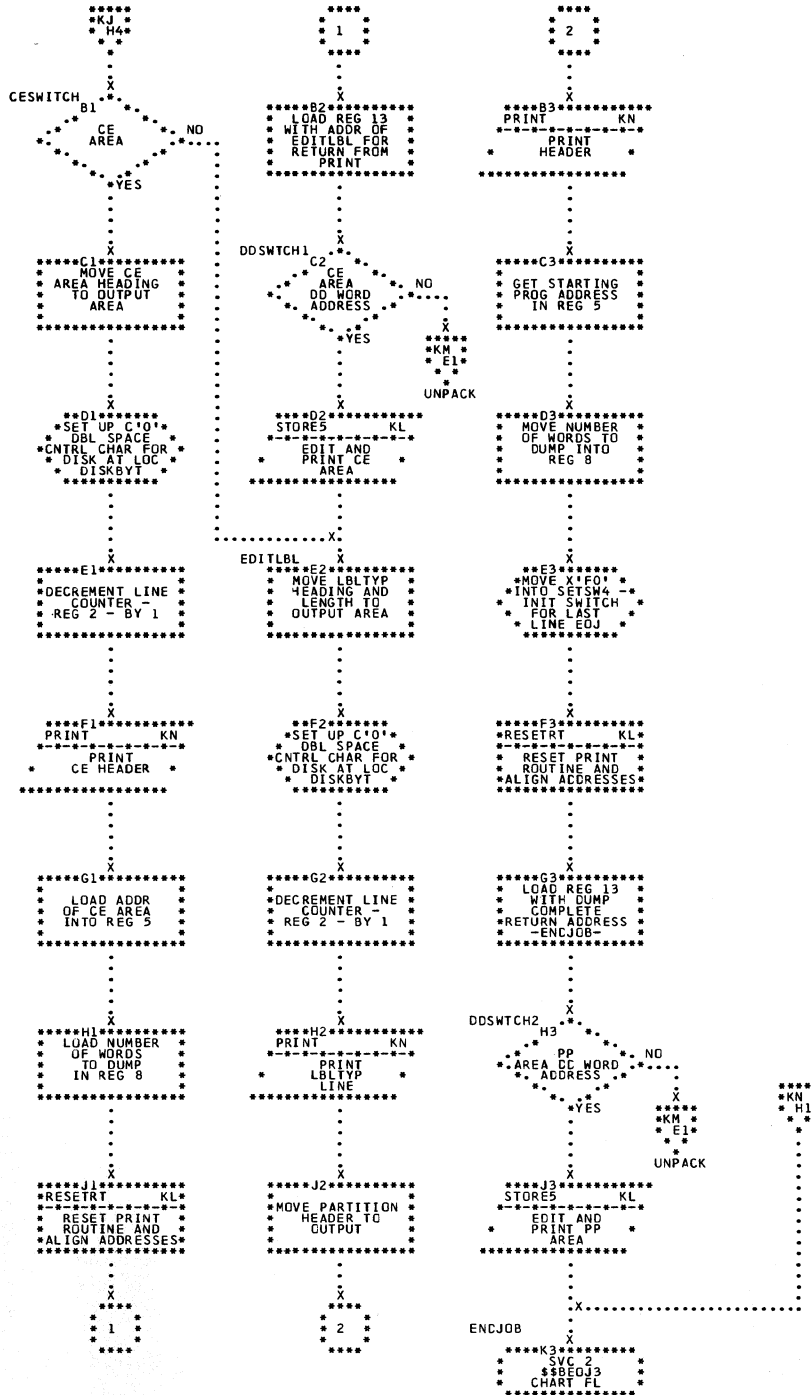 KJ
H4
CESWITCH
B1
CE
AREA
NO
YES
C1
MOVE CE
AREA HEADING
TO OUTPUT
AREA
D1
SET UP C'0'
DBL SPACE
CNTRL CHAR FOR
DISK AT LOC
DISKBYT
E1
DECREMENT LINE
COUNTER -
REG 2 - BY 1
F1
PRINT KN
PRINT
CE HEADER
G1
LOAD ADDR
OF CE AREA
INTO REG 5
H1
LOAD NUMBER
OF WORDS
TO DUMP
IN REG 8
J1
RESETRT KL
RESET PRINT
ROUTINE AND
ALIGN ADDRESSES
1
1
B2
LOAD REG 13
WITH ADDR OF
EDITLBL FOR
RETURN FROM
PRINT
DDSWTCH1
C2
CE
AREA
DD WORD
ADDRESS
NO
YES
KM
E1
UNPACK
D2
STORE5 KL
EDIT AND
PRINT CE
AREA
EDITLBL
E2
MOVE LBLTYP
HEADING AND
LENGTH TO
OUTPUT AREA
F2
SET UP C'0'
DBL SPACE
CNTRL CHAR FOR
DISK AT LOC
DISKBYT
G2
DECREMENT LINE
COUNTER -
REG 2 - BY 1
H2
PRINT KN
PRINT
LBLTYP
LINE
J2
MOVE PARTITION
HEADER TO
OUTPUT
2
2
B3
PRINT KN
PRINT
HEADER
C3
GET STARTING
PROG ADDRESS
IN REG 5
D3
MOVE NUMBER
OF WORDS TO
DUMP INTO
REG 8
E3
MOVE X'F0'
INTO SETSW4 -
INIT SWITCH
FOR LAST
LINE EOJ
F3
RESETRT KL
RESET PRINT
ROUTINE AND
ALIGN ADDRESSES
G3
LOAD REG 13
WITH DUMP
COMPLETE
RETURN ADDRESS
-ENCJOB-
DDSWTCH2
H3
PP
AREA DD WORD
ADDRESS
NO
YES
KM
E1
UNPACK
KN
H1
J3
STORE5 KL
EDIT AND
PRINT PP
AREA
ENCJOB
K3
SVC 2
$$BEOJ3
CHART FL